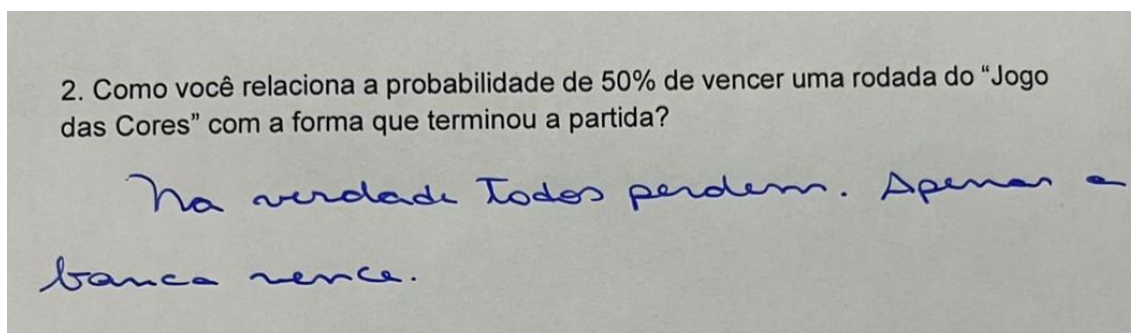 2. Como você relaciona a probabilidade de 50% de vencer uma rodada do “Jogo
das Cores” com a forma que terminou a partida?
Na verdade Todos perdem. Apenas a
banca vence.